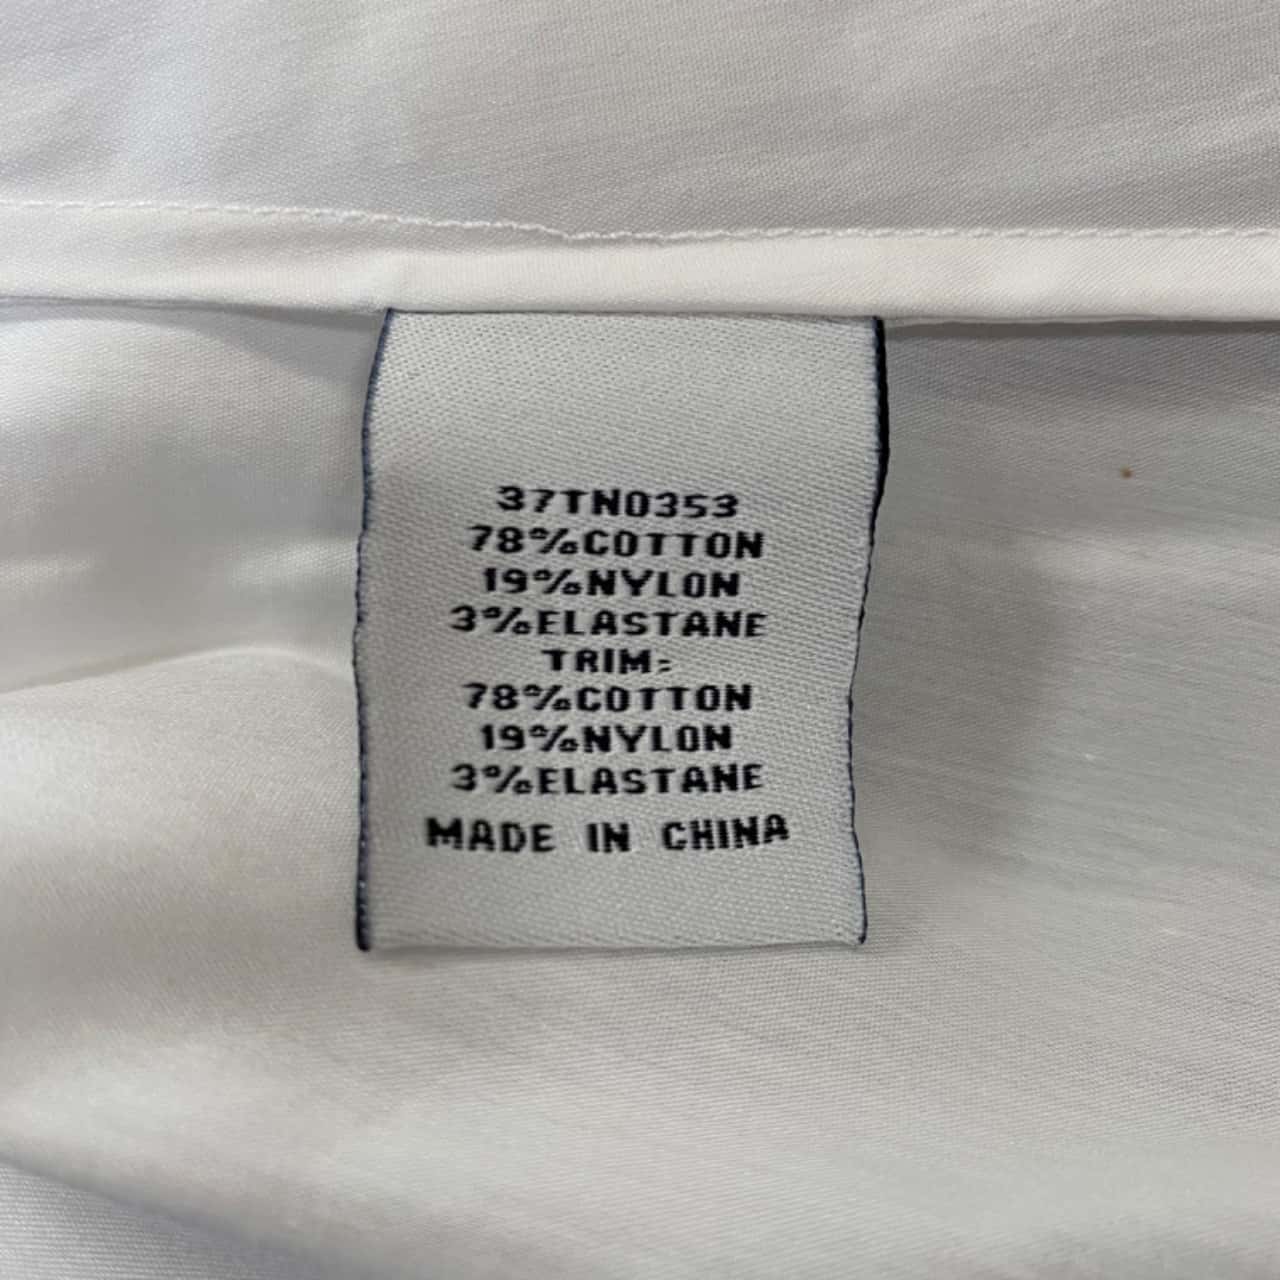 37TN0353
78%COTTON
19%NYLON
3%ELASTANE
TRIM:
78%COTTON
19%NYLON
3%ELASTANE
MADE IN CHINA